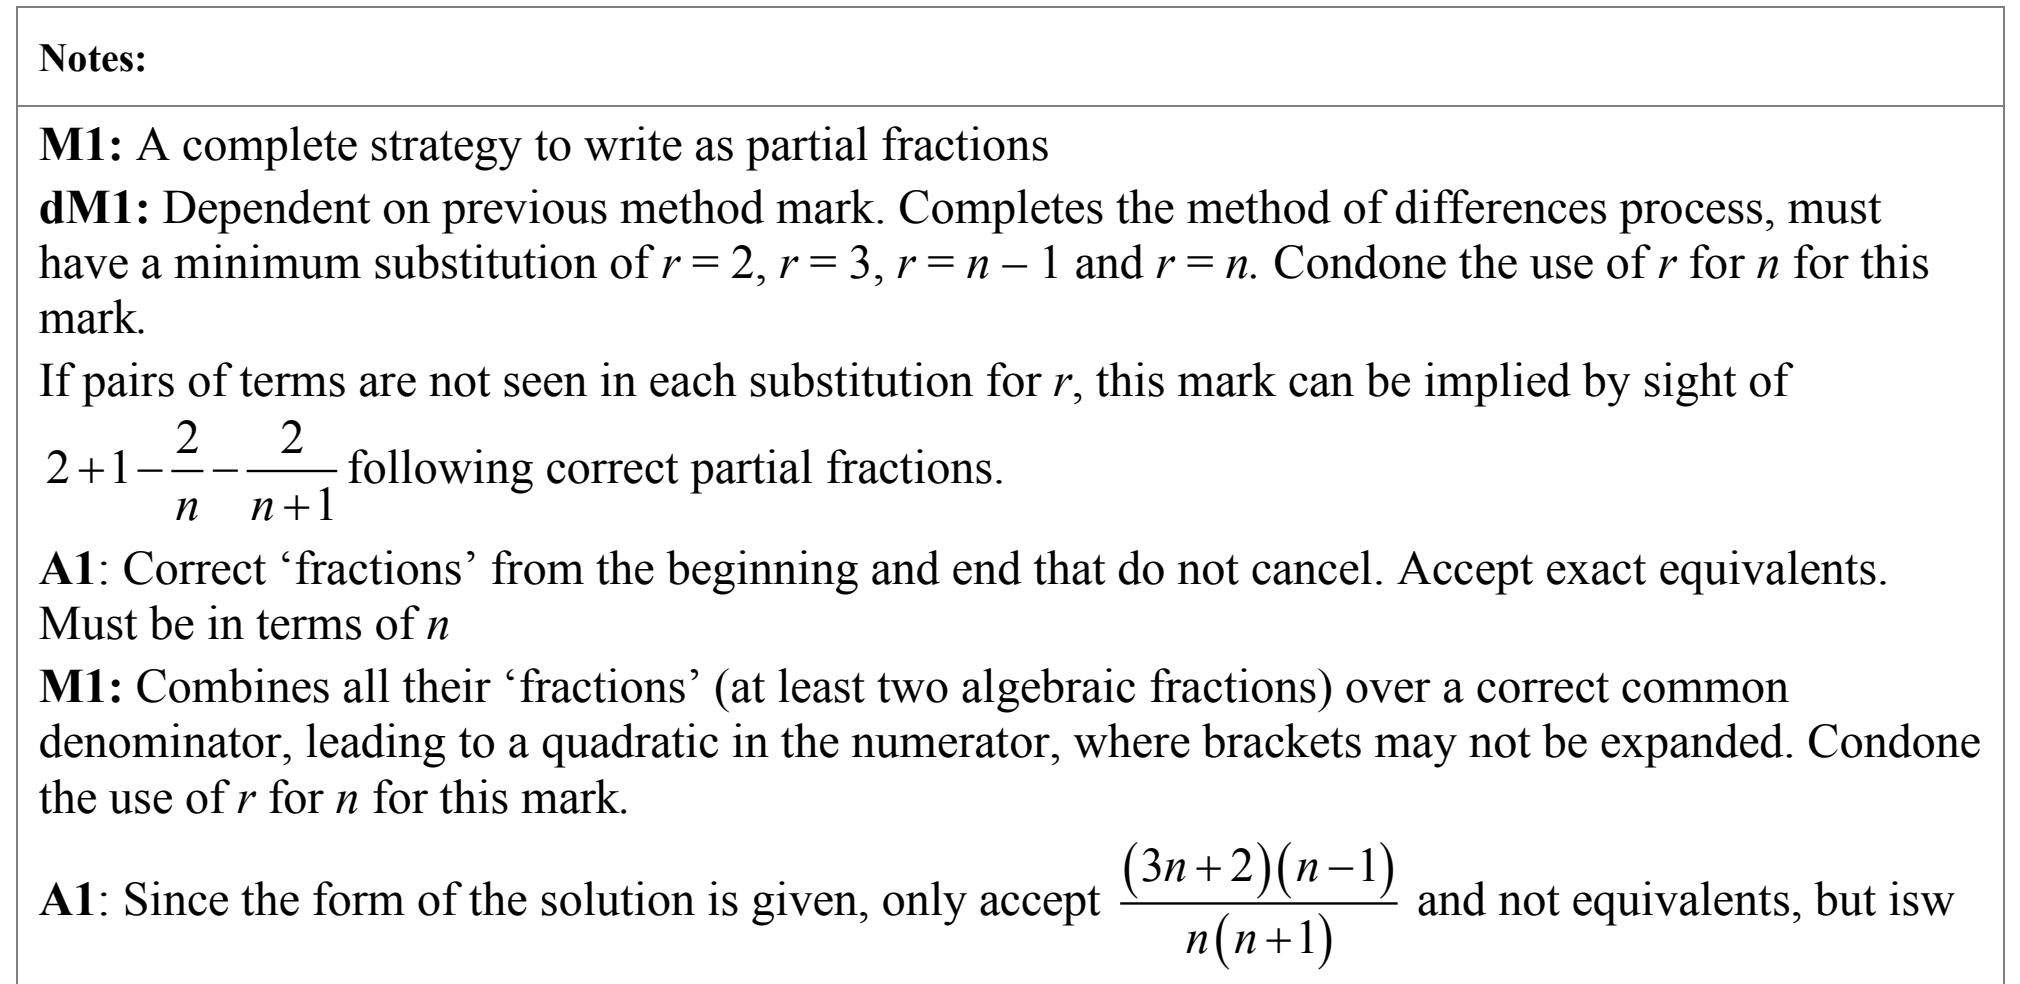 Notes:
M1: A complete strategy to write as partial fractions
dM1: Dependent on previous method mark. Completes the method of differences process, must
have a minimum substitution of r = 2, r = 3, r = n – 1 and r = n. Condone the use of r for n for this
mark.
If pairs of terms are not seen in each substitution for r, this mark can be implied by sight of
2+1−\frac{2}{n}−\frac{2}{n+1} following correct partial fractions.
A1: Correct ‘fractions’ from the beginning and end that do not cancel. Accept exact equivalents.
Must be in terms of n
M1: Combines all their ‘fractions’ (at least two algebraic fractions) over a correct common
denominator, leading to a quadratic in the numerator, where brackets may not be expanded. Condone
the use of r for n for this mark.
A1: Since the form of the solution is given, only accept \frac{(3n+2)(n−1)}{n(n+1)} and not equivalents, but isw